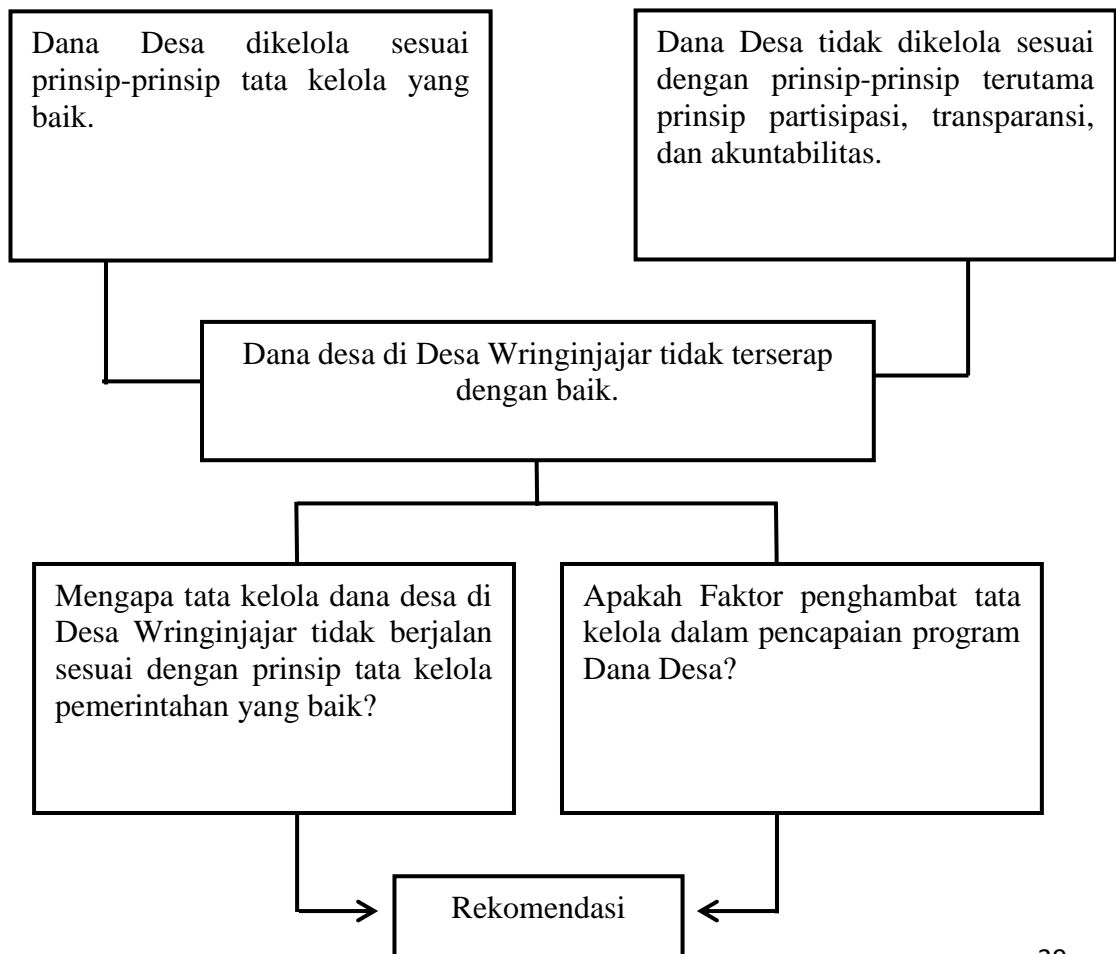 Dana Desa dikelola sesuai
prinsip-prinsip tata kelola yang
baik.
Dana Desa tidak dikelola sesuai
dengan prinsip-prinsip terutama
prinsip partisipasi, transparansi,
dan akuntabilitas.
Dana desa di Desa Wringinjajar tidak terserap
dengan baik.
Mengapa tata kelola dana desa di
Desa Wringinjajar tidak berjalan
sesuai dengan prinsip tata kelola
pemerintahan yang baik?
Apakah Faktor penghambat tata
kelola dalam pencapaian program
Dana Desa?
Rekomendasi